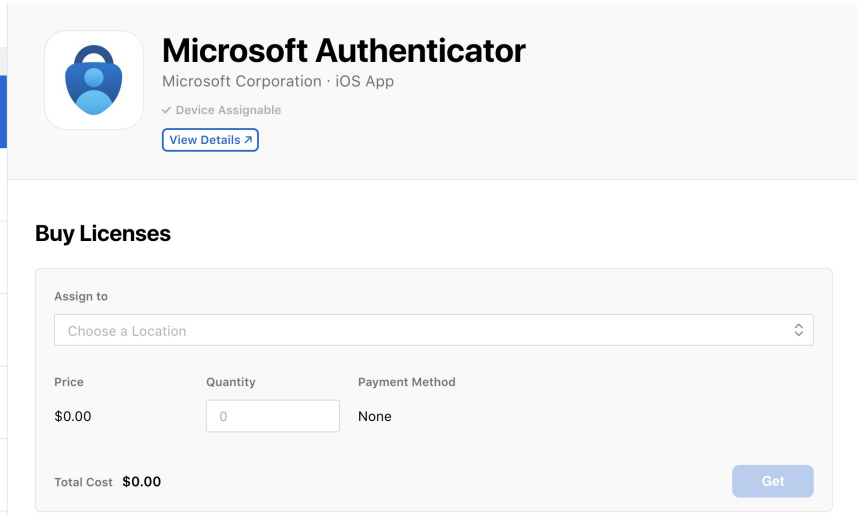 Microsoft Authenticator
Microsoft Corporation · iOS App
✓ Device Assignable
View Details ↗
Buy Licenses
Assign to
Choose a Location
Price Quantity Payment Method
$0.00 0 None
Total Cost $0.00 Get